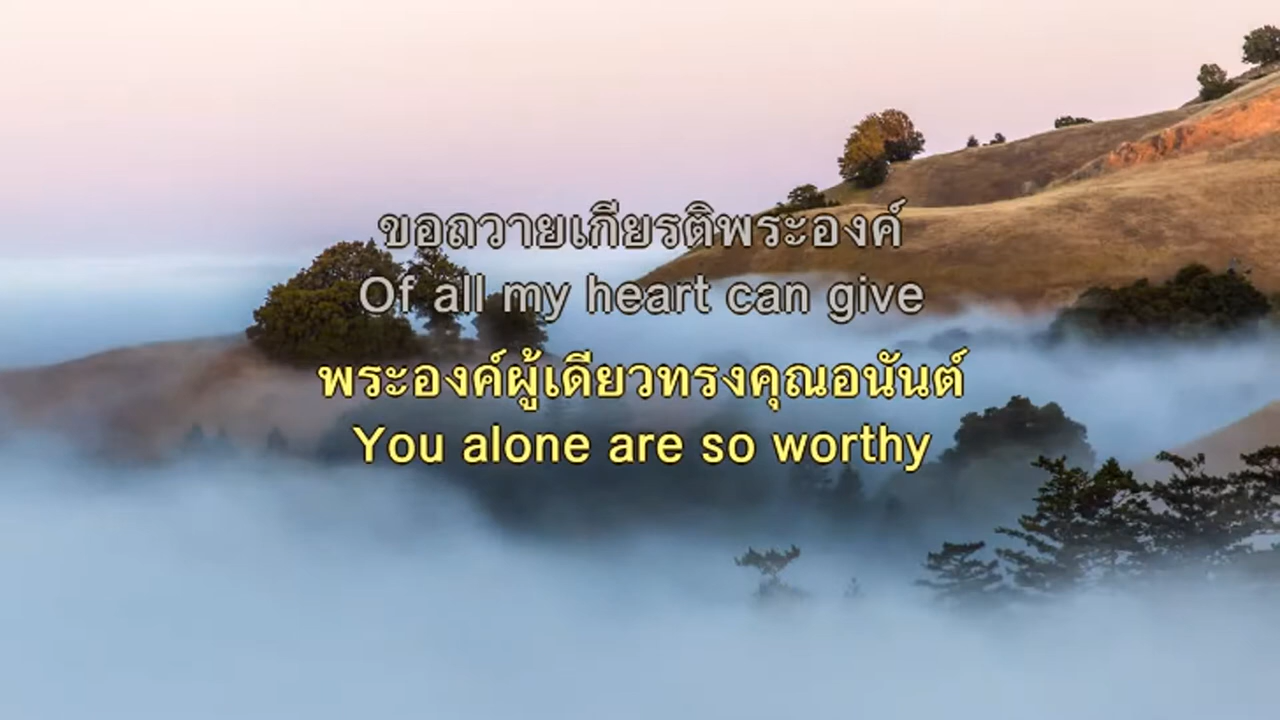 ขอถวายเกียรติพระองค์
Of all my heart can give
พระองค์ผู้เดียวทรงคุณอนันต์
You alone are so worthy